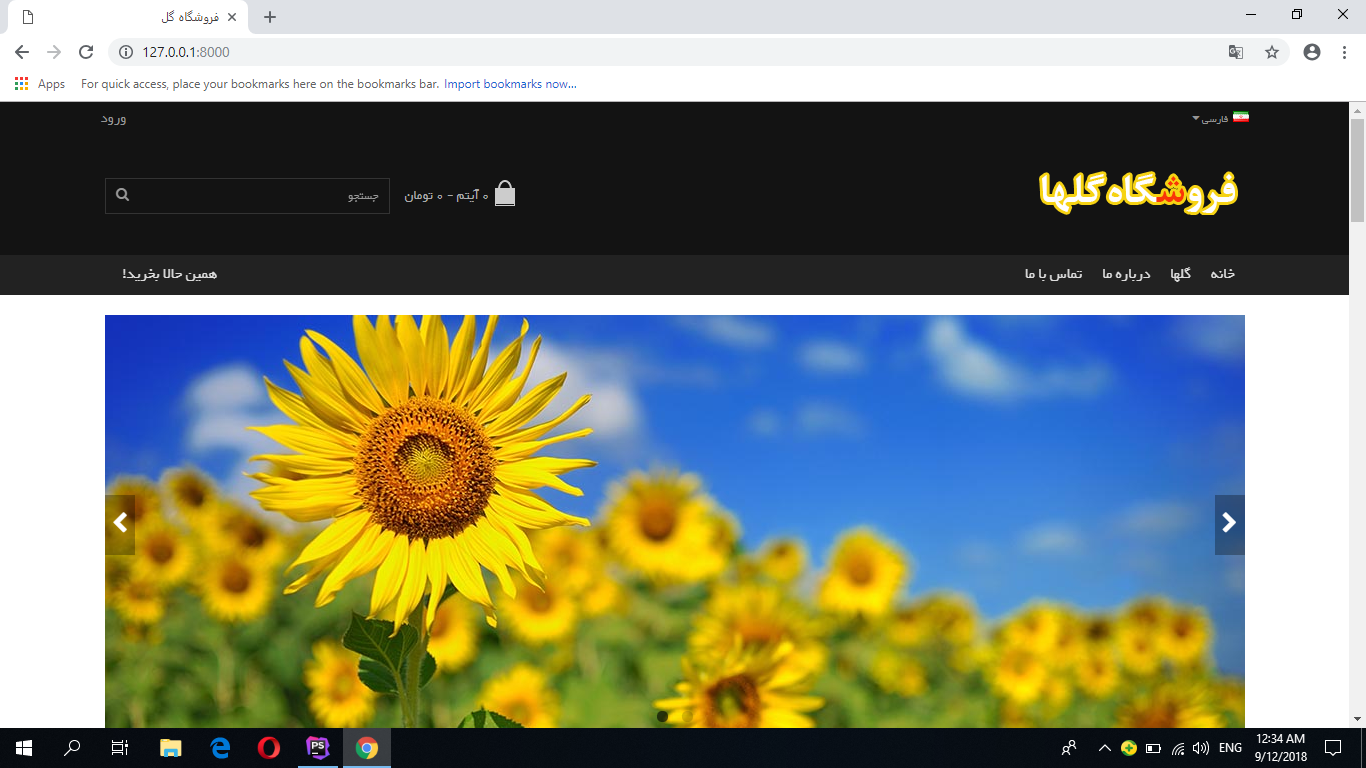 فروشگاه گل
127.0.0.1:8000
Apps For quick access, place your bookmarks here on the bookmarks bar. Import bookmarks now...
فارسی
ورود
فروشگاه گلها
۰ آیتم - ۰ تومان
جستجو
خانه گلها درباره ما تماس با ما
همین حالا بخرید!
PS
ENG
12:34 AM
9/12/2018